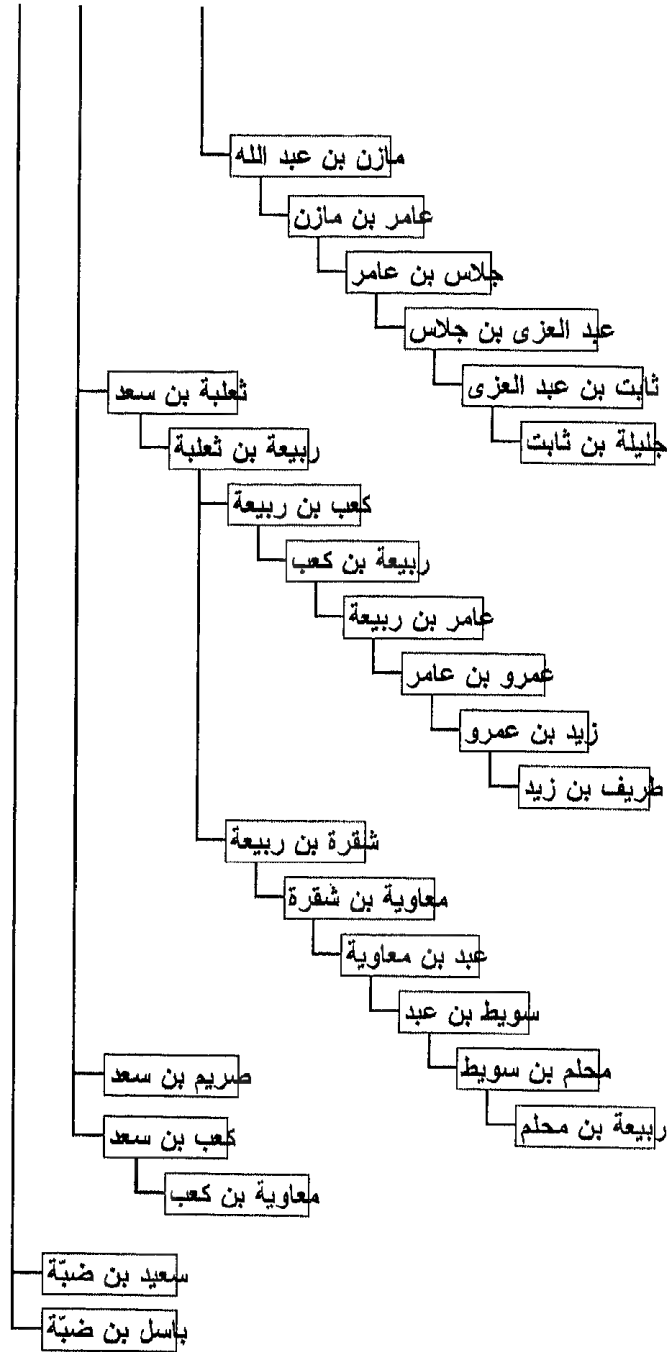 مازن بن عبد الله
عامر بن مازن
جلاس بن عامر
عبد العزى بن جلاس
ثابت بن عبد العزى
ثعلبة بن سعد
جليلة بن ثابت
ربيعة بن ثعلبة
كعب بن ربيعة
ربيعة بن كعب
عامر بن ربيعة
عمرو بن عامر
زيد بن عمرو
طريف بن زيد
شقرة بن ربيعة
معاوية بن شقرة
عبد بن معاوية
سويط بن عبد
محلم بن سويط
صريم بن سعد
ربيعة بن محلم
كعب بن سعد
معاوية بن كعب
سعيد بن ضبّة
باسل بن ضبّة